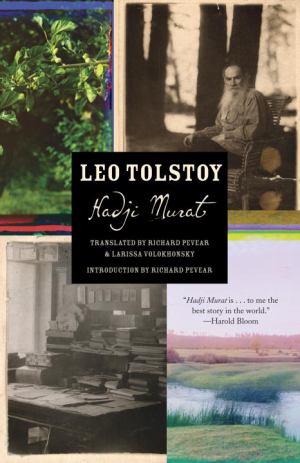 LEO TOLSTOY
Hadji Murat
TRANSLATED BY RICHARD PEVEAR
& LARISSA VOLOKHONSKY
INTRODUCTION BY RICHARD PEVEAR
“Hadji Murat is . . . to me the
best story in the world.”
—Harold Bloom